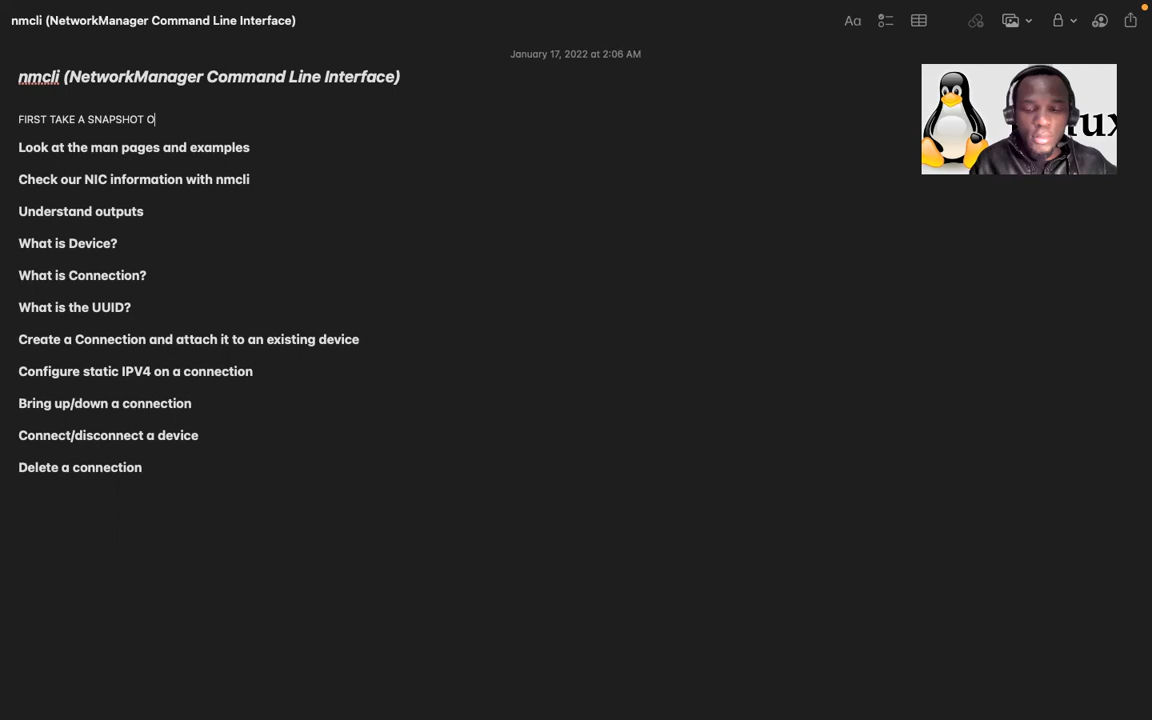 nmcli (NetworkManager Command Line Interface)
Aa
January 17, 2022 at 2:06 AM
nmcli (NetworkManager Command Line Interface)
FIRST TAKE A SNAPSHOT O
Look at the man pages and examples
Check our NIC information with nmcli
Understand outputs
What is Device?
What is Connection?
What is the UUID?
Create a Connection and attach it to an existing device
Configure static IPV4 on a connection
Bring up/down a connection
Connect/disconnect a device
Delete a connection